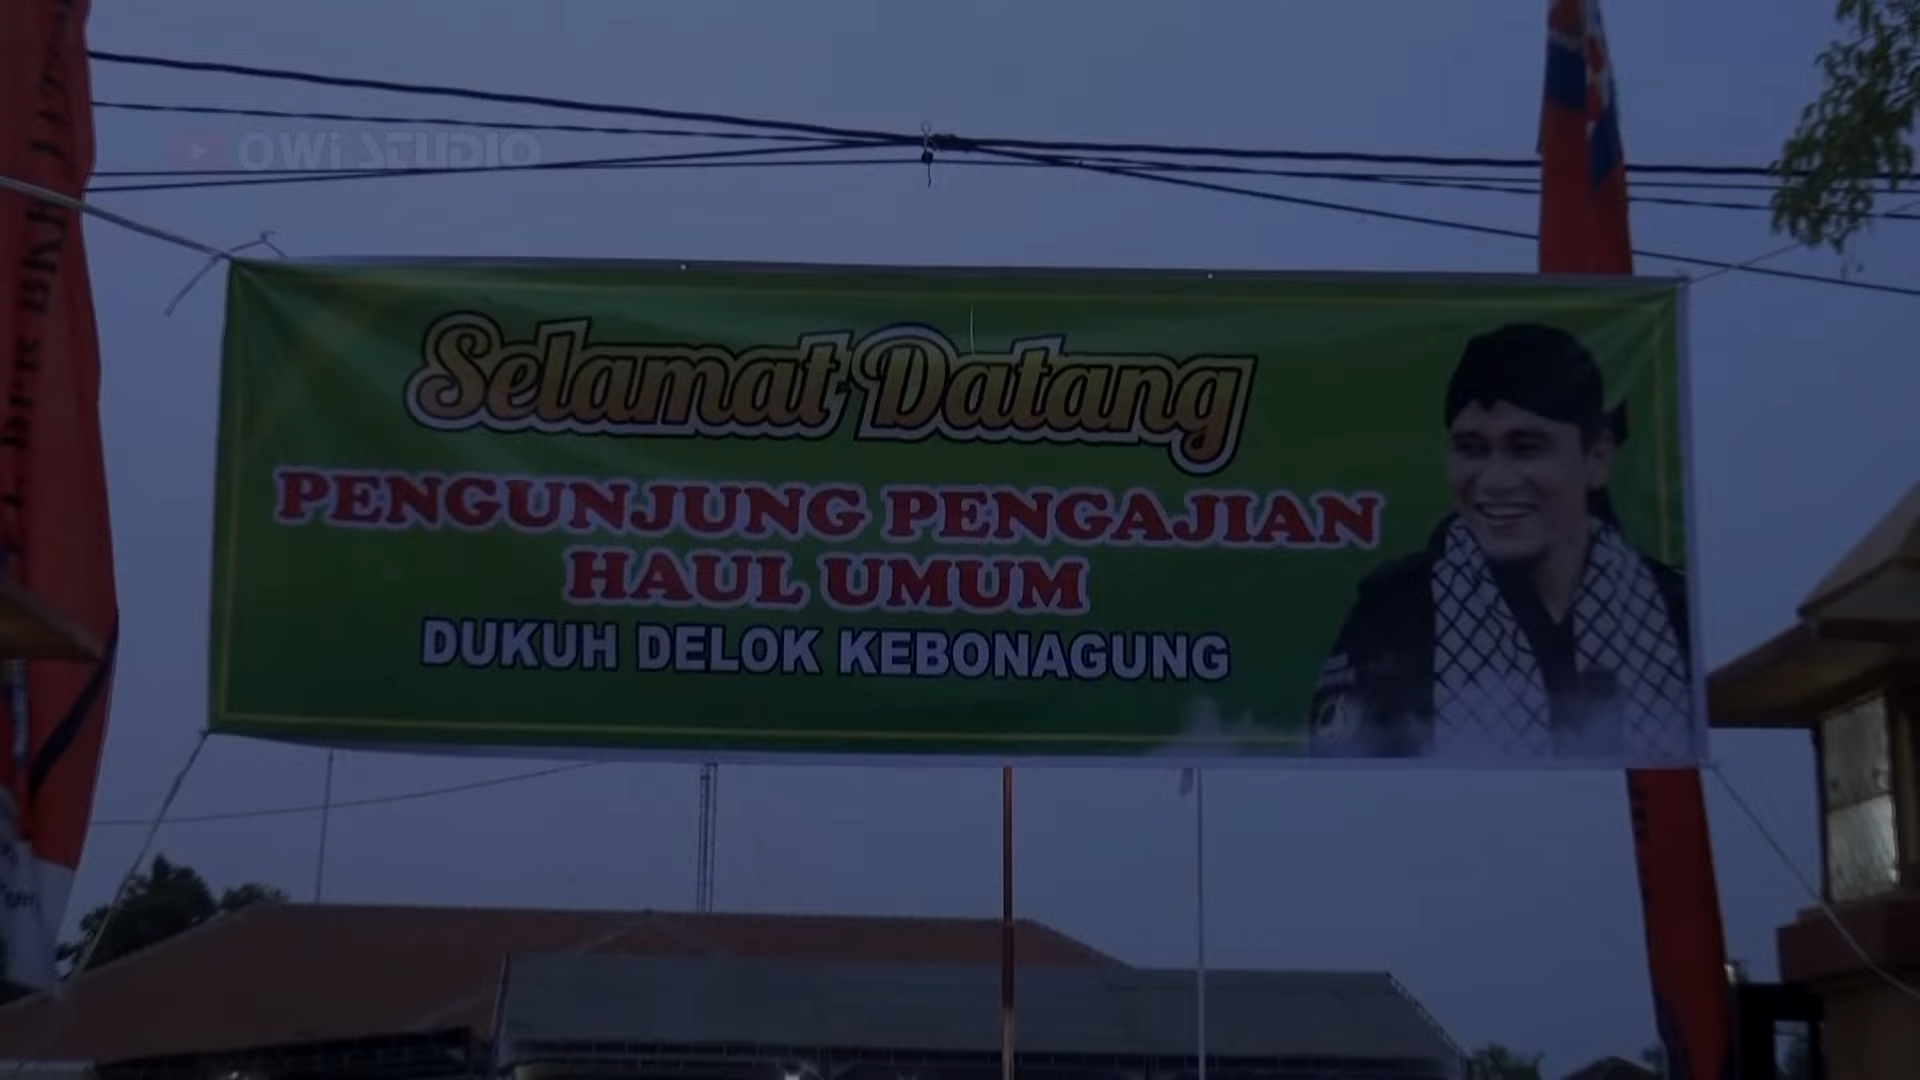 OWi STUDIO
Selamat Datang
PENGUNJUNG PENGAJIAN
HAUL UMUM
DUKUH DELOK KEBONAGUNG